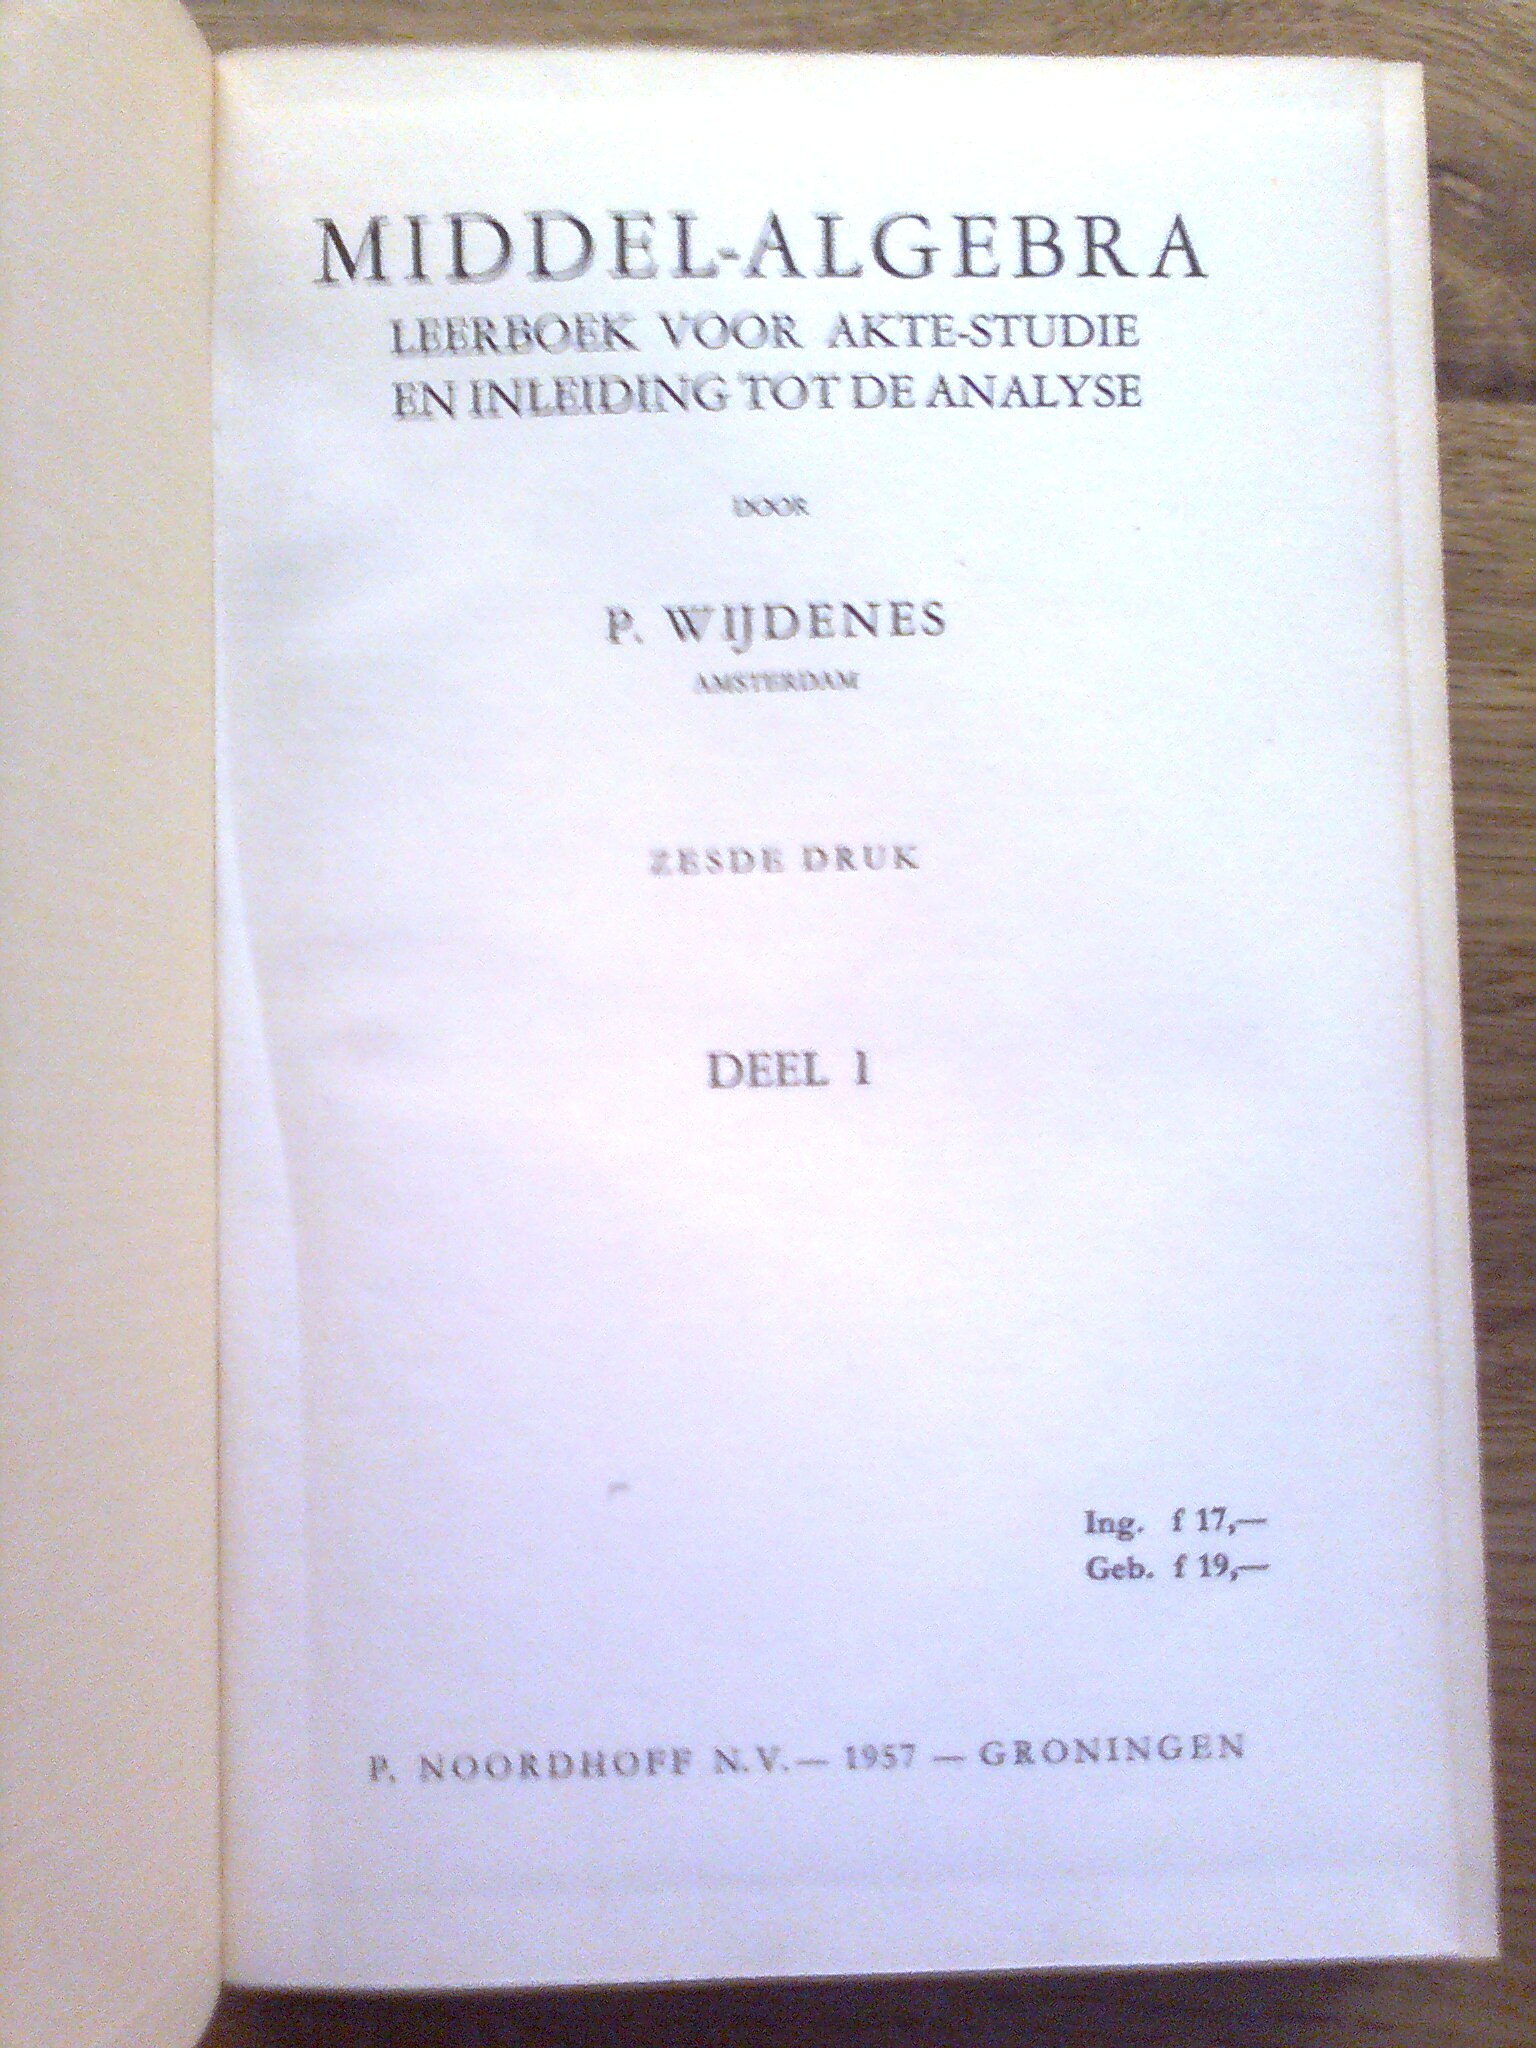 MIDDEL-ALGEBRA
LEERBOEK VOOR AKTE-STUDIE
EN INLEIDING TOT DE ANALYSE
DOOR
P. WIJDENES
AMSTERDAM
ZESDE DRUK
DEEL 1
Ing. f 17,—
Geb. f 19,—
P. NOORDHOFF N.V. — 1957 — GRONINGEN